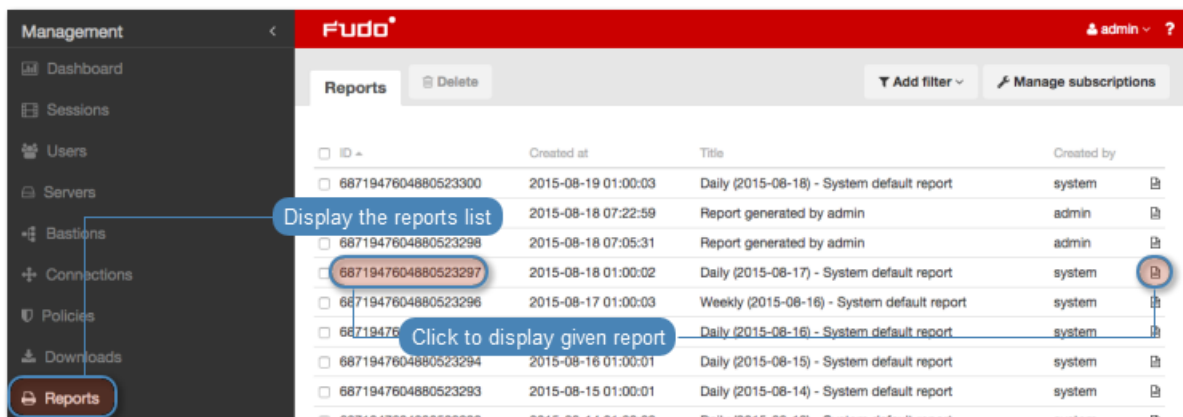 Management
Fudo
admin
?
Dashboard
Sessions
Users
Servers
Bastions
Connections
Policies
Downloads
Reports
Reports Delete Add filter Manage subscriptions
ID Created at Title Created by
6871947604880523300 2015-08-19 01:00:03 Daily (2015-08-18) - System default report system
Display the reports list
2015-08-18 07:22:59 Report generated by admin admin
6871947604880523298 2015-08-18 07:05:31 Report generated by admin admin
6871947604880523297 2015-08-18 01:00:02 Daily (2015-08-17) - System default report system
6871947604880523296 2015-08-17 01:00:03 Weekly (2015-08-16) - System default report system
Click to display given report
Daily (2015-08-16) - System default report system
6871947604880523294 2015-08-16 01:00:01 Daily (2015-08-15) - System default report system
6871947604880523293 2015-08-15 01:00:01 Daily (2015-08-14) - System default report system